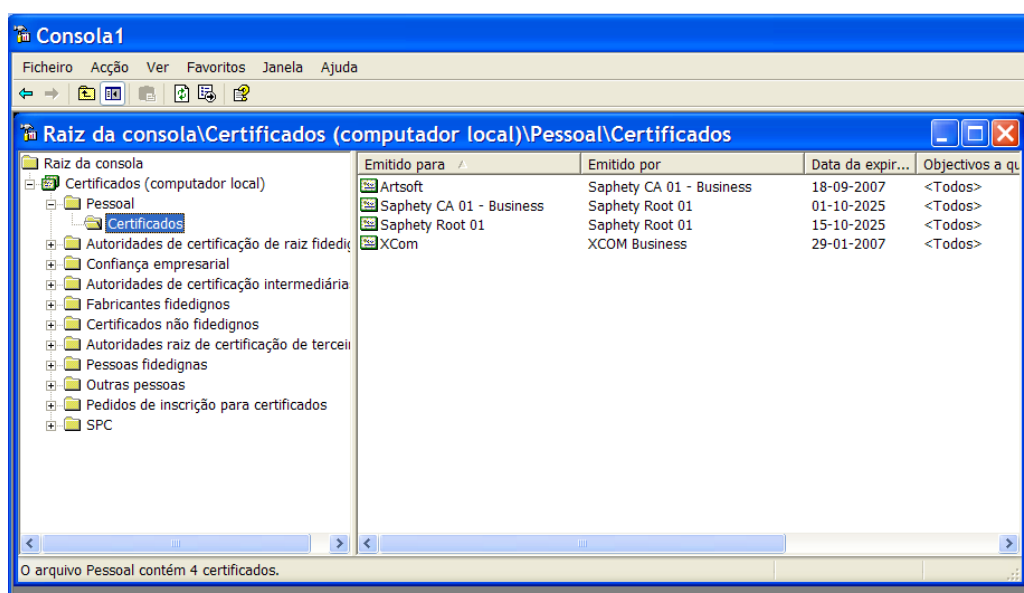 Consola1
Ficheiro Acção Ver Favoritos Janela Ajuda
Raiz da consola\Certificados (computador local)\Pessoal\Certificados
Raiz da consola
Certificados (computador local)
Pessoal
Certificados
Autoridades de certificação de raiz fidedig
Confiança empresarial
Autoridades de certificação intermediária
Fabricantes fidedignos
Certificados não fidedignos
Autoridades raiz de certificação de terceir
Pessoas fidedignas
Outras pessoas
Pedidos de inscrição para certificados
SPC
Emitido para Emitido por Data da expir... Objectivos a qu
Artsoft Saphety CA 01 - Business 18-09-2007 <Todos>
Saphety CA 01 - Business Saphety Root 01 01-10-2025 <Todos>
Saphety Root 01 Saphety Root 01 15-10-2025 <Todos>
XCom XCOM Business 29-01-2007 <Todos>
O arquivo Pessoal contém 4 certificados.